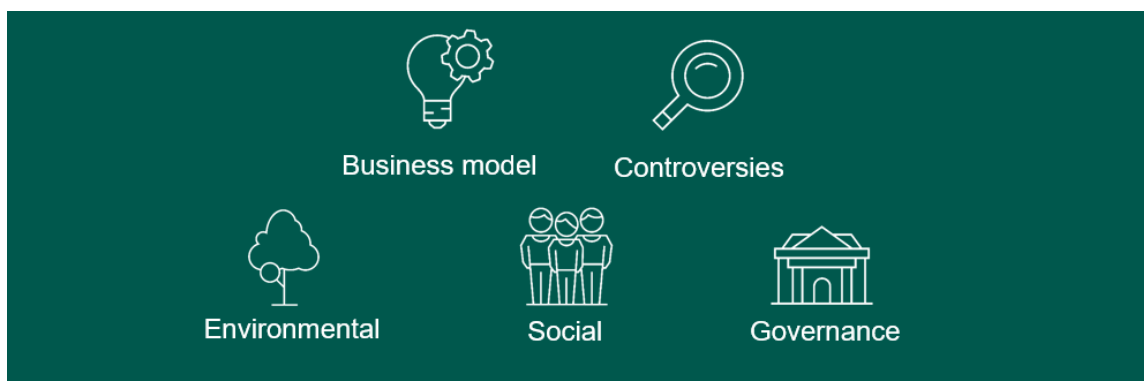 Business model
Controversies
Environmental
Social
Governance